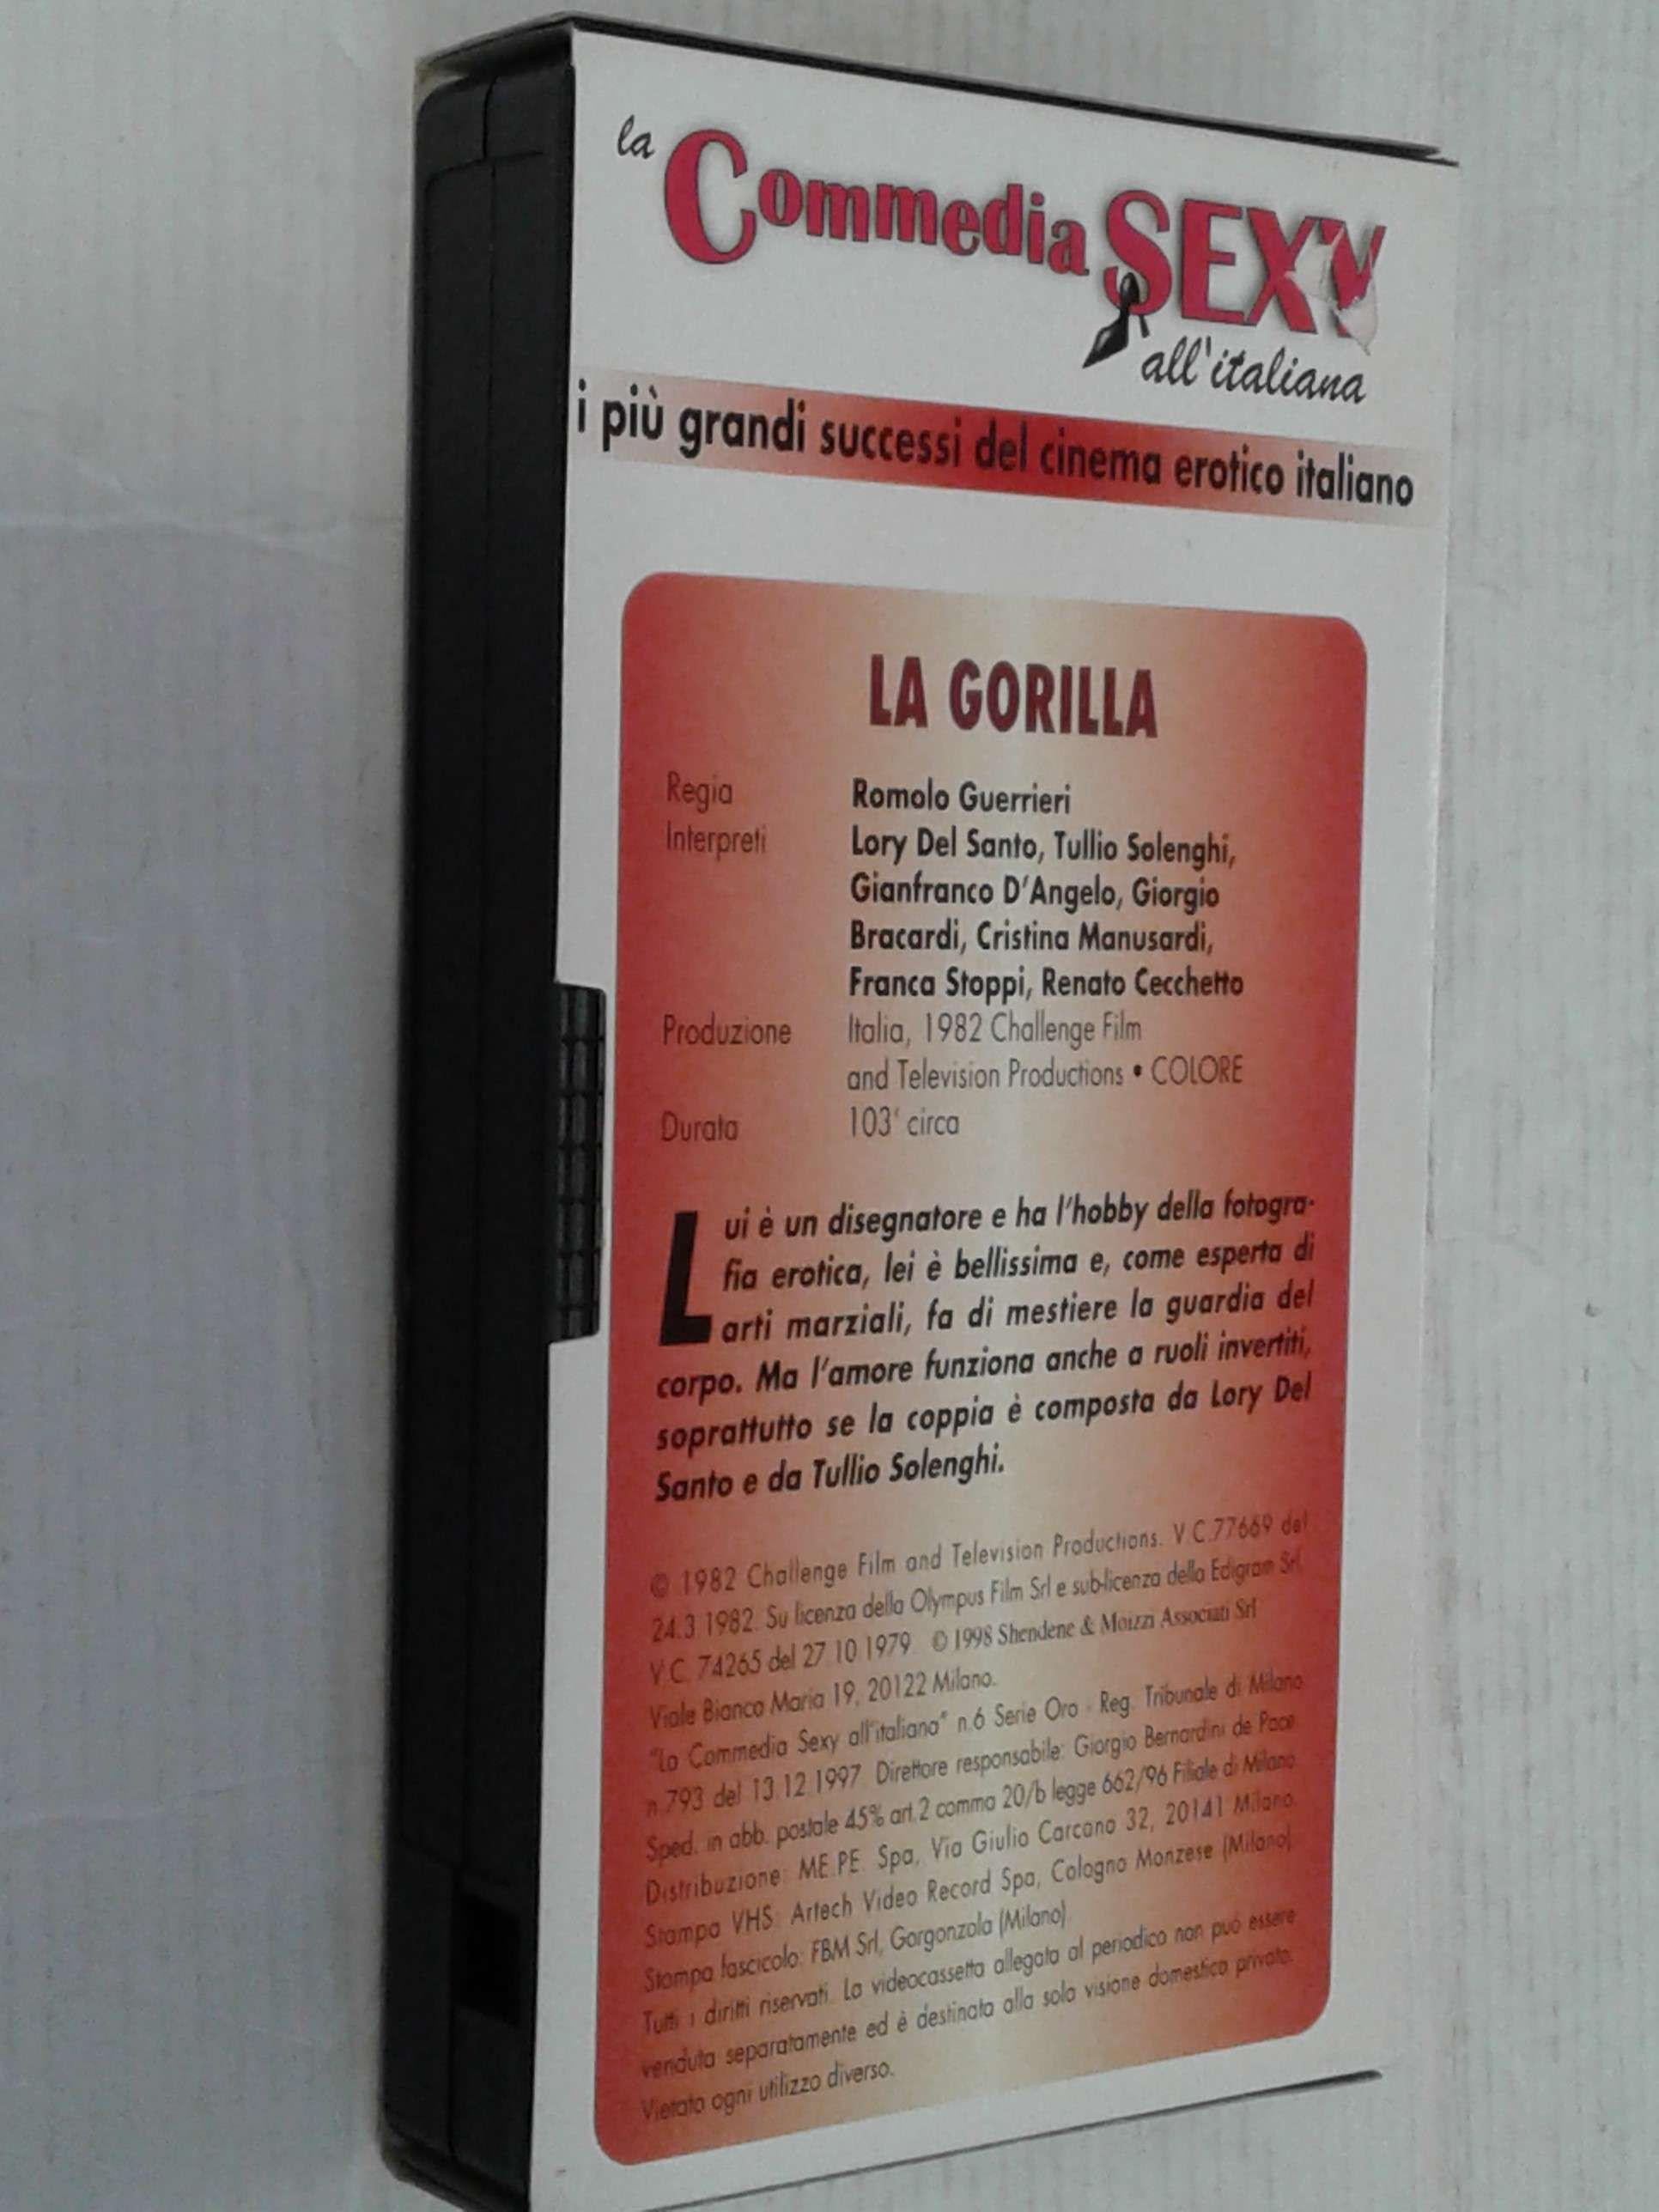 la Commedia SEXY
all'italiana
i più grandi successi del cinema erotico italiano
LA GORILLA
Regia Romolo Guerrieri
Interpreti Lory Del Santo, Tullio Solenghi,
Gianfranco D'Angelo, Giorgio
Bracardi, Cristina Manusardi,
Franca Stoppi, Renato Cecchetto
Produzione Italia, 1982 Challenge Film
and Television Productions • COLORE
Durata 103' circa
Lui è un disegnatore e ha l'hobby della fotogra-
fia erotica, lei è bellissima e, come esperta di
arti marziali, fa di mestiere la guardia del
corpo. Ma l'amore funziona anche a ruoli invertiti,
soprattutto se la coppia è composta da Lory Del
Santo e da Tullio Solenghi.
© 1982 Challenge Film and Television Productions. V.C.77669 del
24.3.1982. Su licenza della Olympus Film Srl e sub-licenza della Edigram Srl.
V.C. 74265 del 27.10.1979. © 1998 Shendene & Moizzi Associati Srl
Viale Bianca Maria 19, 20122 Milano.
"La Commedia Sexy all'italiana" n.6 Serie Oro - Reg. Tribunale di Milano
n.793 del 13.12.1997. Direttore responsabile: Giorgio Bernardini de Pace
Sped. in abb. postale 45% art.2 comma 20/b legge 662/96 Filiale di Milano
Distribuzione: ME.PE. Spa, Via Giulio Carcano 32, 20141 Milano.
Stampa VHS: Artech Video Record Spa, Cologno Monzese (Milano)
Stampa fascicolo: FBM Srl, Gorgonzola (Milano)
Tutti i diritti riservati. La videocassetta allegata al periodico non può essere
venduta separatamente ed è destinata alla sola visione domestica privata.
Vietato ogni utilizzo diverso.